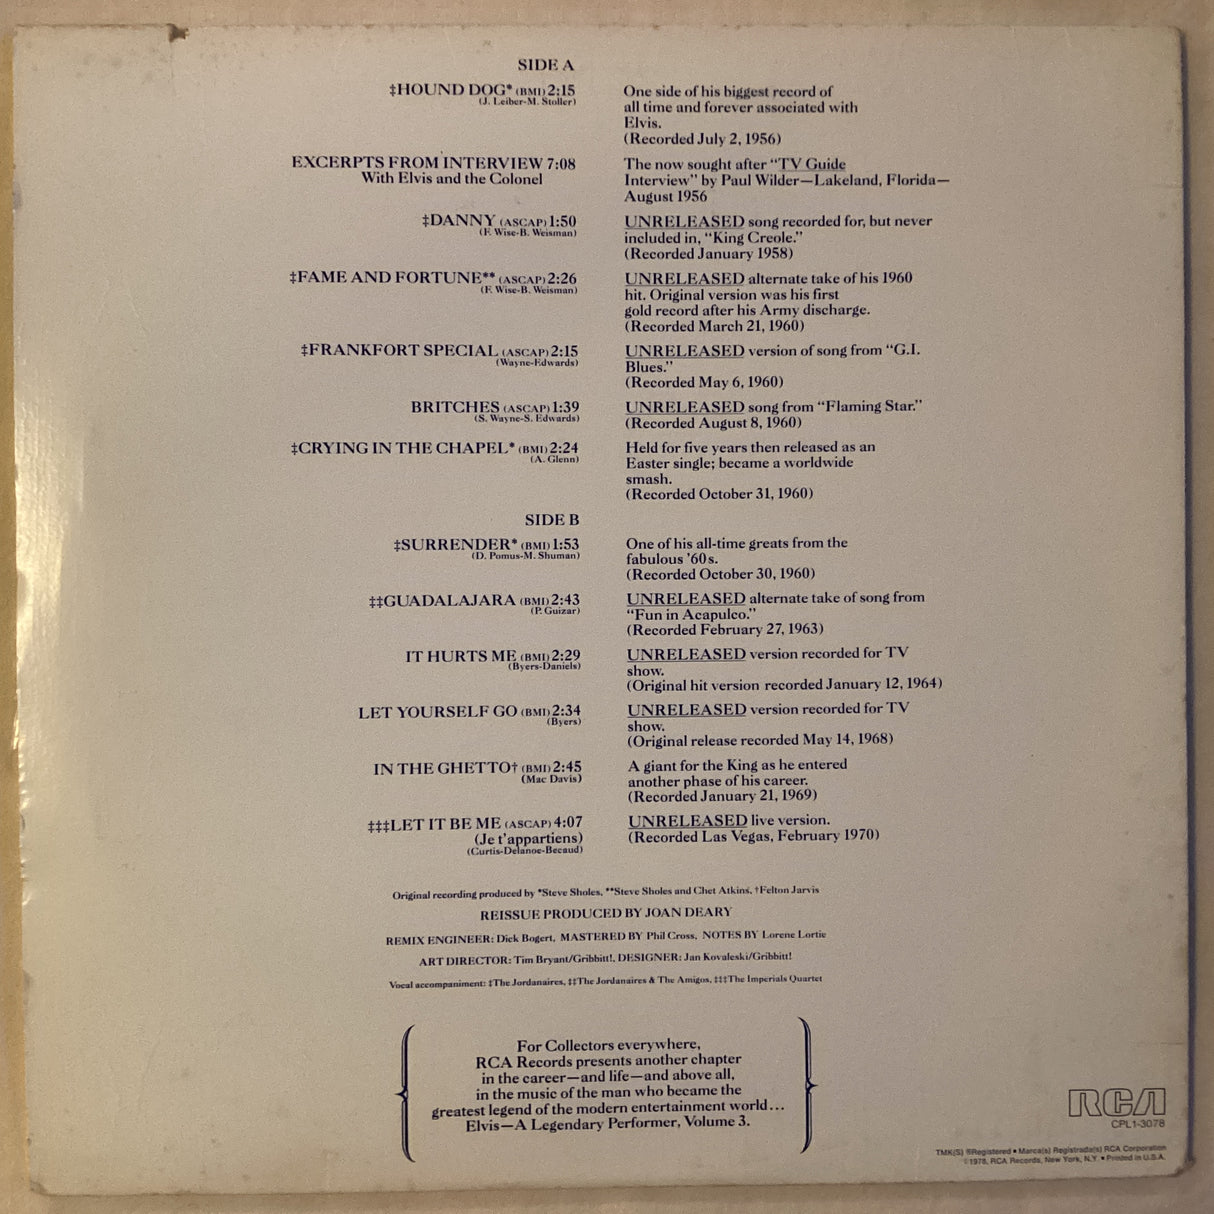 SIDE A
‡HOUND DOG* (BMI) 2:15
(J. Leiber-M. Stoller)
One side of his biggest record of
all time and forever associated with
Elvis.
(Recorded July 2, 1956)
EXCERPTS FROM INTERVIEW 7:08
With Elvis and the Colonel
The now sought after “TV Guide
Interview” by Paul Wilder—Lakeland, Florida—
August 1956
‡DANNY (ASCAP) 1:50
(F. Wise-B. Weisman)
UNRELEASED song recorded for, but never
included in, “King Creole.”
(Recorded January 1958)
‡FAME AND FORTUNE** (ASCAP) 2:26
(F. Wise-B. Weisman)
UNRELEASED alternate take of his 1960
hit. Original version was his first
gold record after his Army discharge.
(Recorded March 21, 1960)
‡FRANKFORT SPECIAL (ASCAP) 2:15
(Wayne-Edwards)
UNRELEASED version of song from “G.I.
Blues.”
(Recorded May 6, 1960)
BRITCHES (ASCAP) 1:39
(S. Wayne-S. Edwards)
UNRELEASED song from “Flaming Star.”
(Recorded August 8, 1960)
‡CRYING IN THE CHAPEL* (BMI) 2:24
(A. Glenn)
Held for five years then released as an
Easter single; became a worldwide
smash.
(Recorded October 31, 1960)
SIDE B
‡SURRENDER* (BMI) 1:53
(D. Pomus-M. Shuman)
One of his all-time greats from the
fabulous ’60s.
(Recorded October 30, 1960)
‡‡GUADALAJARA (BMI) 2:43
(P. Guizar)
UNRELEASED alternate take of song from
“Fun in Acapulco.”
(Recorded February 27, 1963)
IT HURTS ME (BMI) 2:29
(Byers-Daniels)
UNRELEASED version recorded for TV
show.
(Original hit version recorded January 12, 1964)
LET YOURSELF GO (BMI) 2:34
(Byers)
UNRELEASED version recorded for TV
show.
(Original release recorded May 14, 1968)
IN THE GHETTO† (BMI) 2:45
(Mac Davis)
A giant for the King as he entered
another phase of his career.
(Recorded January 21, 1969)
‡‡‡LET IT BE ME (ASCAP) 4:07
(Je t’appartiens)
(Curtis-Delanoe-Becaud)
UNRELEASED live version.
(Recorded Las Vegas, February 1970)
Original recording produced by *Steve Sholes, **Steve Sholes and Chet Atkins, †Felton Jarvis
REISSUE PRODUCED BY JOAN DEARY
REMIX ENGINEER: Dick Bogert, MASTERED BY Phil Cross, NOTES BY Lorene Lortie
ART DIRECTOR: Tim Bryant/Gribbitt!, DESIGNER: Jan Kovaleski/Gribbitt!
Vocal accompaniment: ‡The Jordanaires, ‡‡The Jordanaires & The Amigos, ‡‡‡The Imperials Quartet
For Collectors everywhere,
RCA Records presents another chapter
in the career—and life—and above all,
in the music of the man who became the
greatest legend of the modern entertainment world...
Elvis—A Legendary Performer, Volume 3.
RCA
CPL1-3078
TMK(S) ®Registered • Marca(s) Registrada(s) RCA Corporation
©1978, RCA Records, New York, N.Y. • Printed in U.S.A.